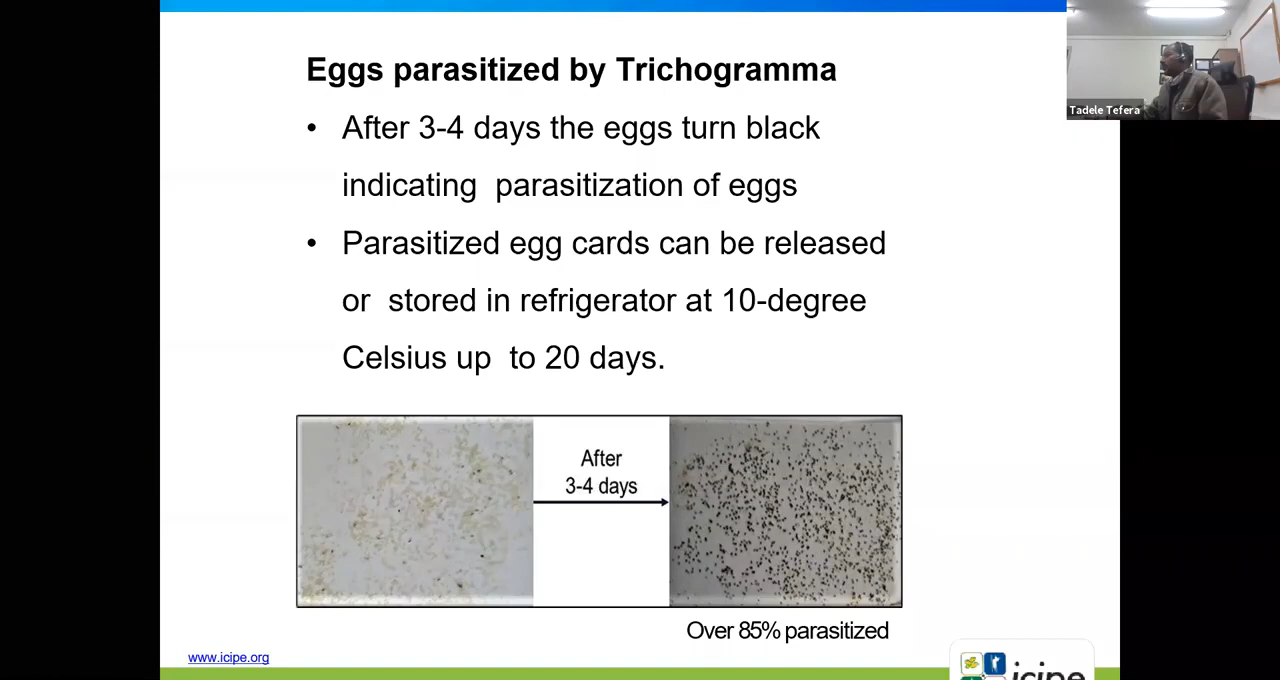 Eggs parasitized by Trichogramma
Tadele Tefera
• After 3-4 days the eggs turn black
indicating parasitization of eggs
• Parasitized egg cards can be released
or stored in refrigerator at 10-degree
Celsius up to 20 days.
After
3-4 days
Over 85% parasitized
www.icipe.org
icipe